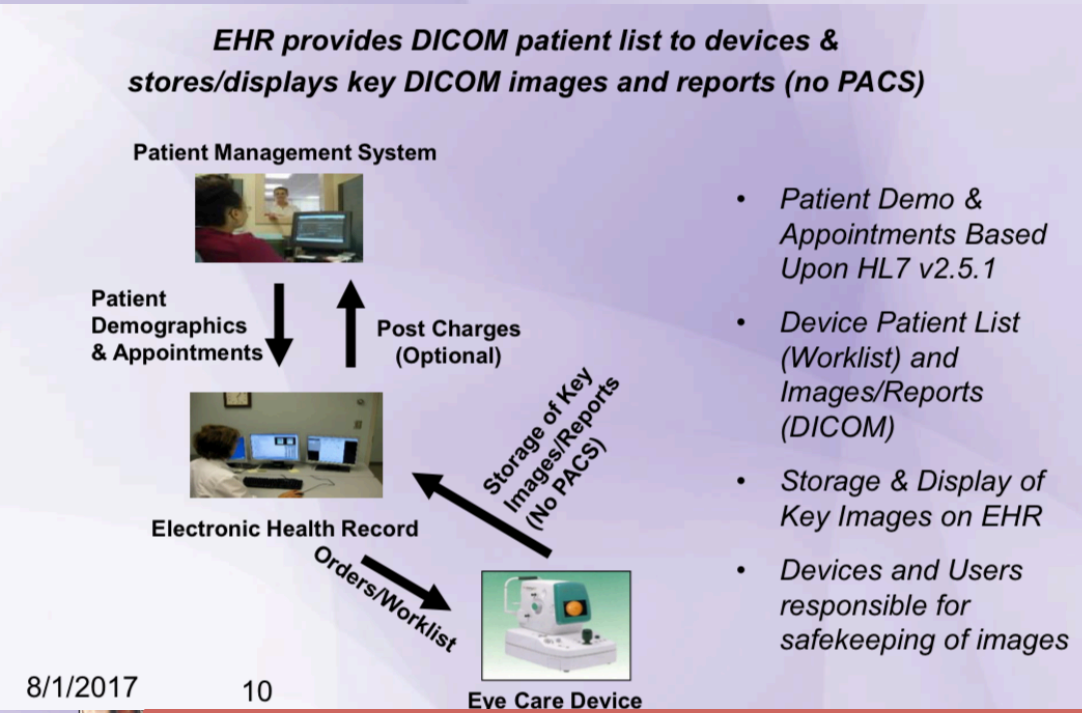 EHR provides DICOM patient list to devices &
stores/displays key DICOM images and reports (no PACS)
Patient Management System
Patient
Demographics
& Appointments
Post Charges
(Optional)
Storage of Key
Images/Reports
(No PACS)
Electronic Health Record
Orders/Worklist
Eye Care Device
• Patient Demo &
Appointments Based
Upon HL7 v2.5.1
• Device Patient List
(Worklist) and
Images/Reports
(DICOM)
• Storage & Display of
Key Images on EHR
• Devices and Users
responsible for
safekeeping of images
8/1/2017
10